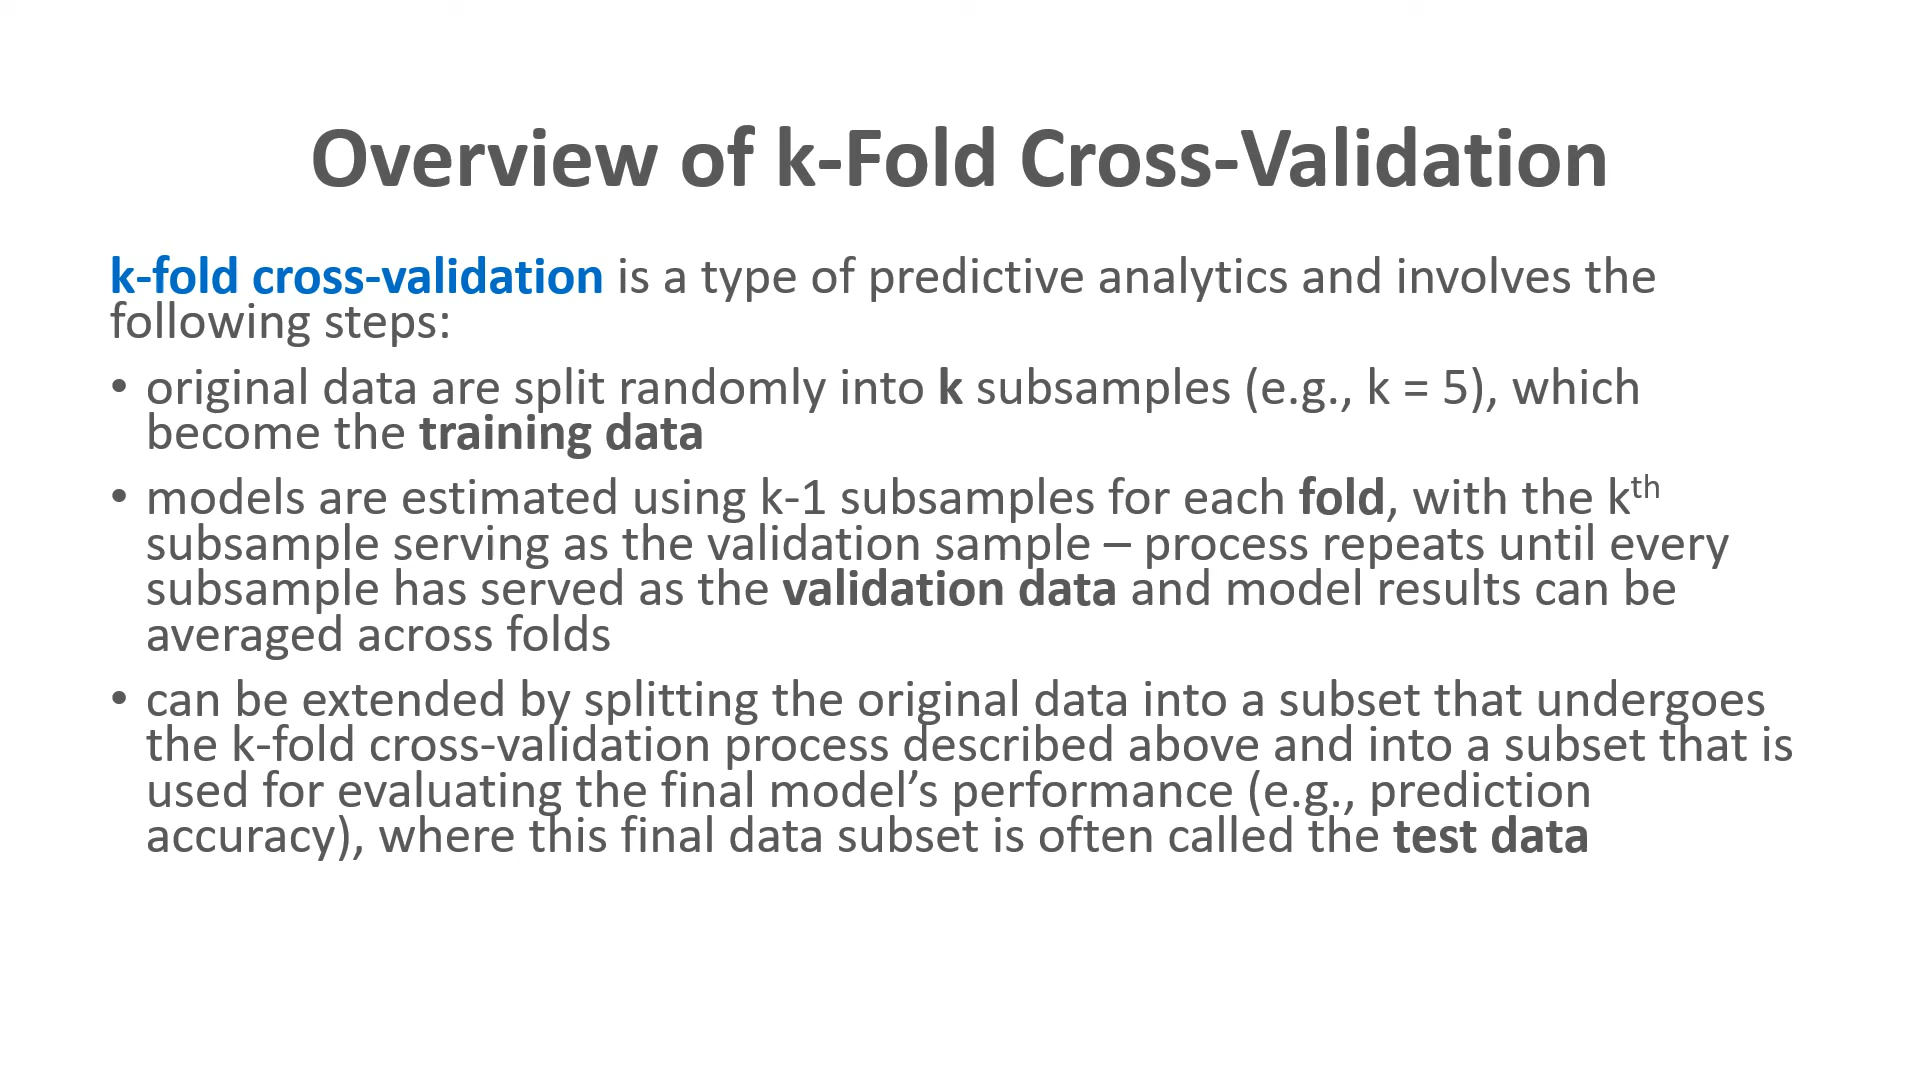 Overview of k-Fold Cross-Validation
k-fold cross-validation is a type of predictive analytics and involves the
following steps:
• original data are split randomly into k subsamples (e.g., k = 5), which
become the training data
• models are estimated using k-1 subsamples for each fold, with the kth
subsample serving as the validation sample – process repeats until every
subsample has served as the validation data and model results can be
averaged across folds
• can be extended by splitting the original data into a subset that undergoes
the k-fold cross-validation process described above and into a subset that is
used for evaluating the final model’s performance (e.g., prediction
accuracy), where this final data subset is often called the test data